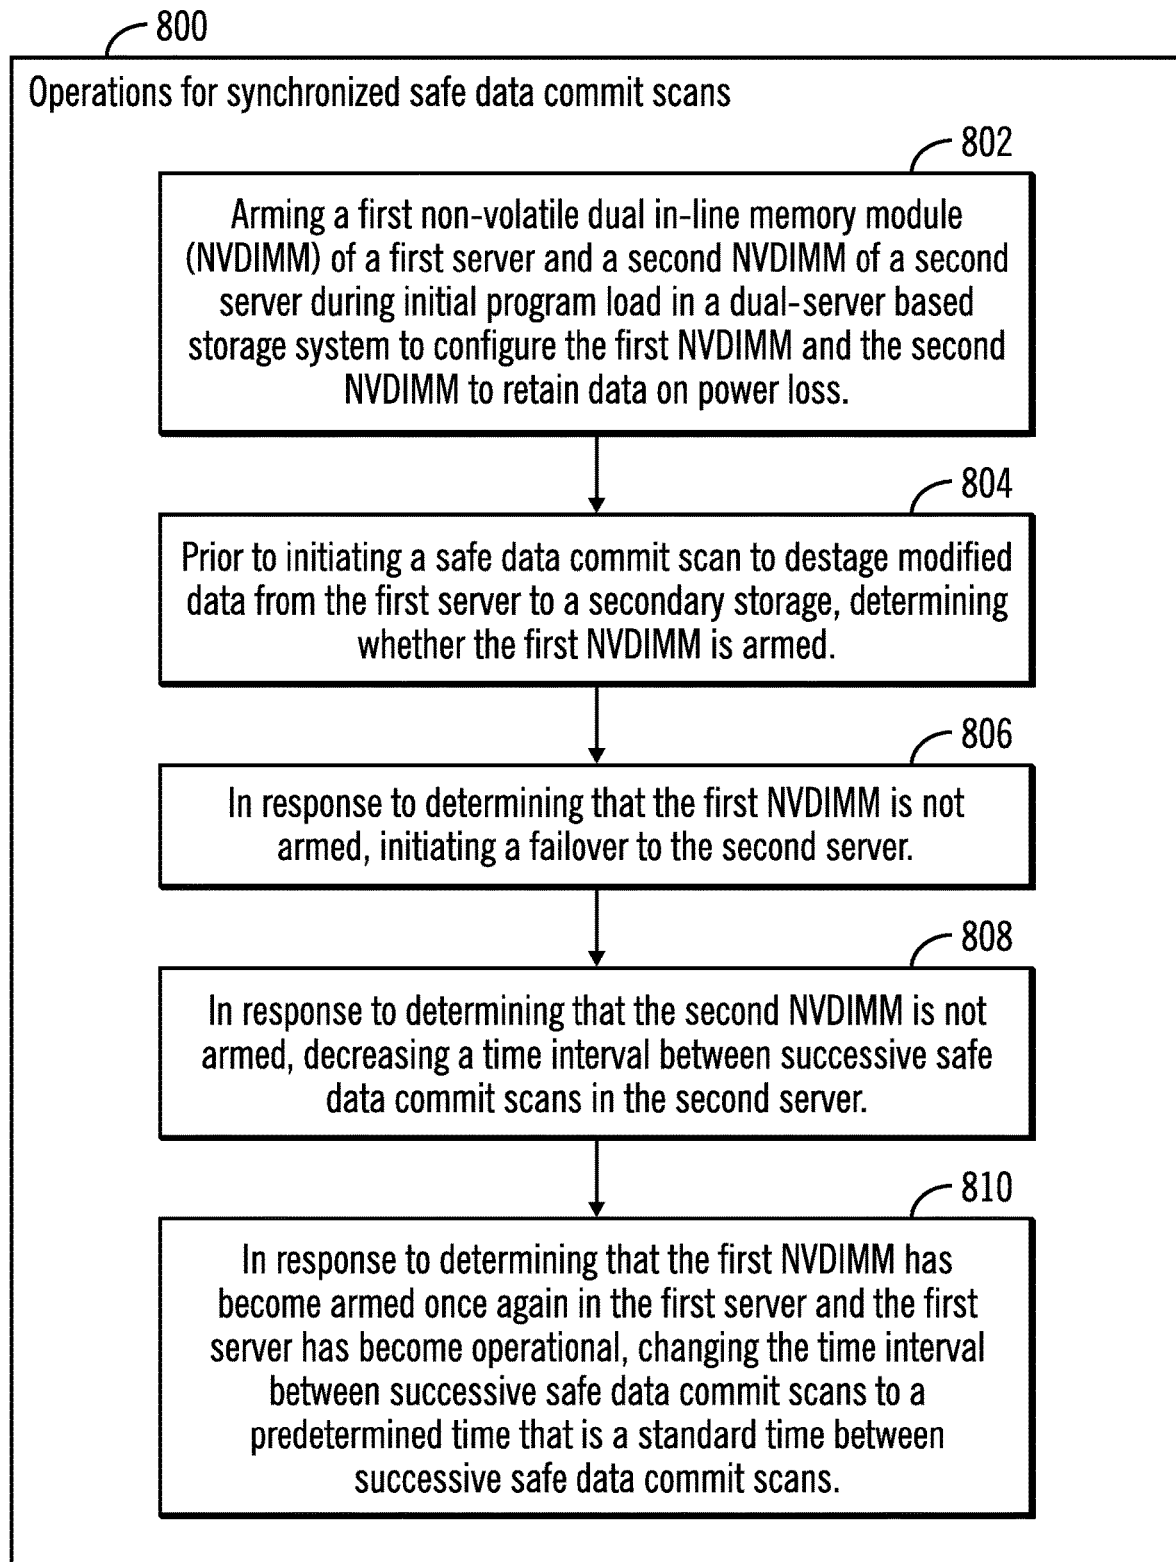 800
Operations for synchronized safe data commit scans
802
Arming a first non-volatile dual in-line memory module
(NVDIMM) of a first server and a second NVDIMM of a second
server during initial program load in a dual-server based
storage system to configure the first NVDIMM and the second
NVDIMM to retain data on power loss.
804
Prior to initiating a safe data commit scan to destage modified
data from the first server to a secondary storage, determining
whether the first NVDIMM is armed.
806
In response to determining that the first NVDIMM is not
armed, initiating a failover to the second server.
808
In response to determining that the second NVDIMM is not
armed, decreasing a time interval between successive safe
data commit scans in the second server.
810
In response to determining that the first NVDIMM has
become armed once again in the first server and the first
server has become operational, changing the time interval
between successive safe data commit scans to a
predetermined time that is a standard time between
successive safe data commit scans.